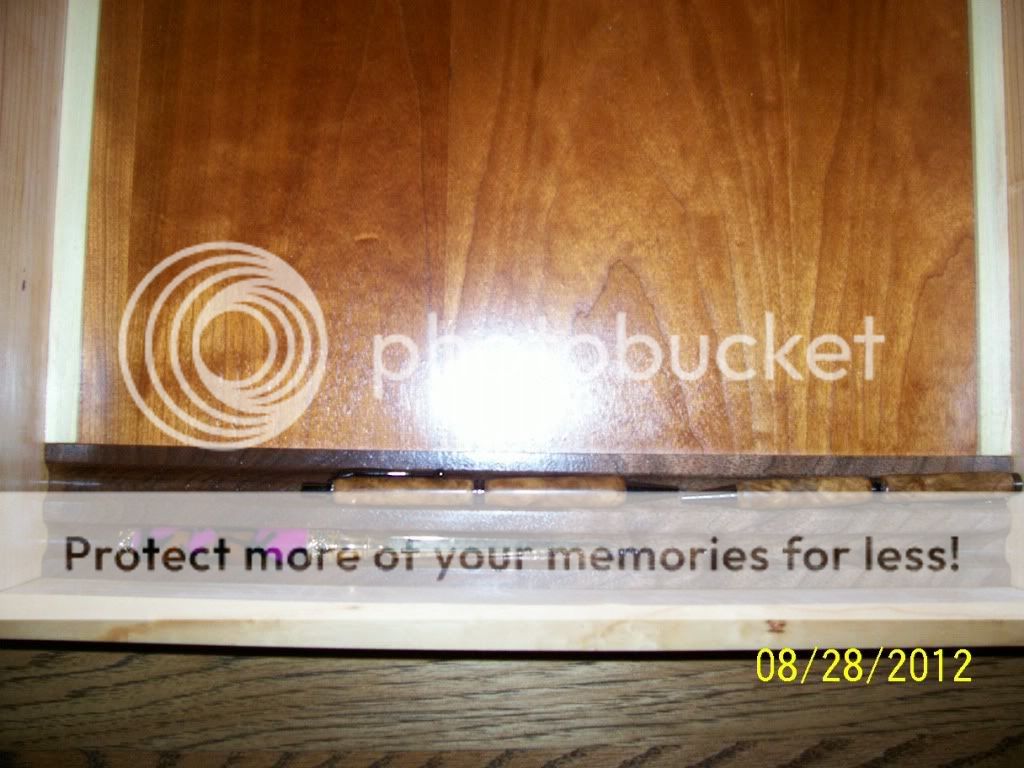 photobucket
Protect more of your memories for less!
08/28/2012